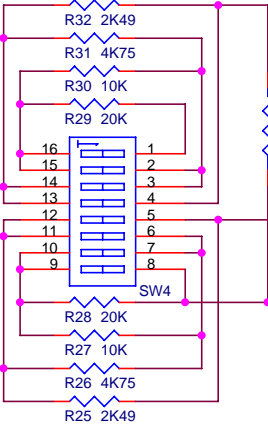 R32 2K49
R31 4K75
R30 10K
R29 20K
16 1
15 2
14 3
13 4
12 5
11 6
10 7
9 8
SW4
R28 20K
R27 10K
R26 4K75
R25 2K49